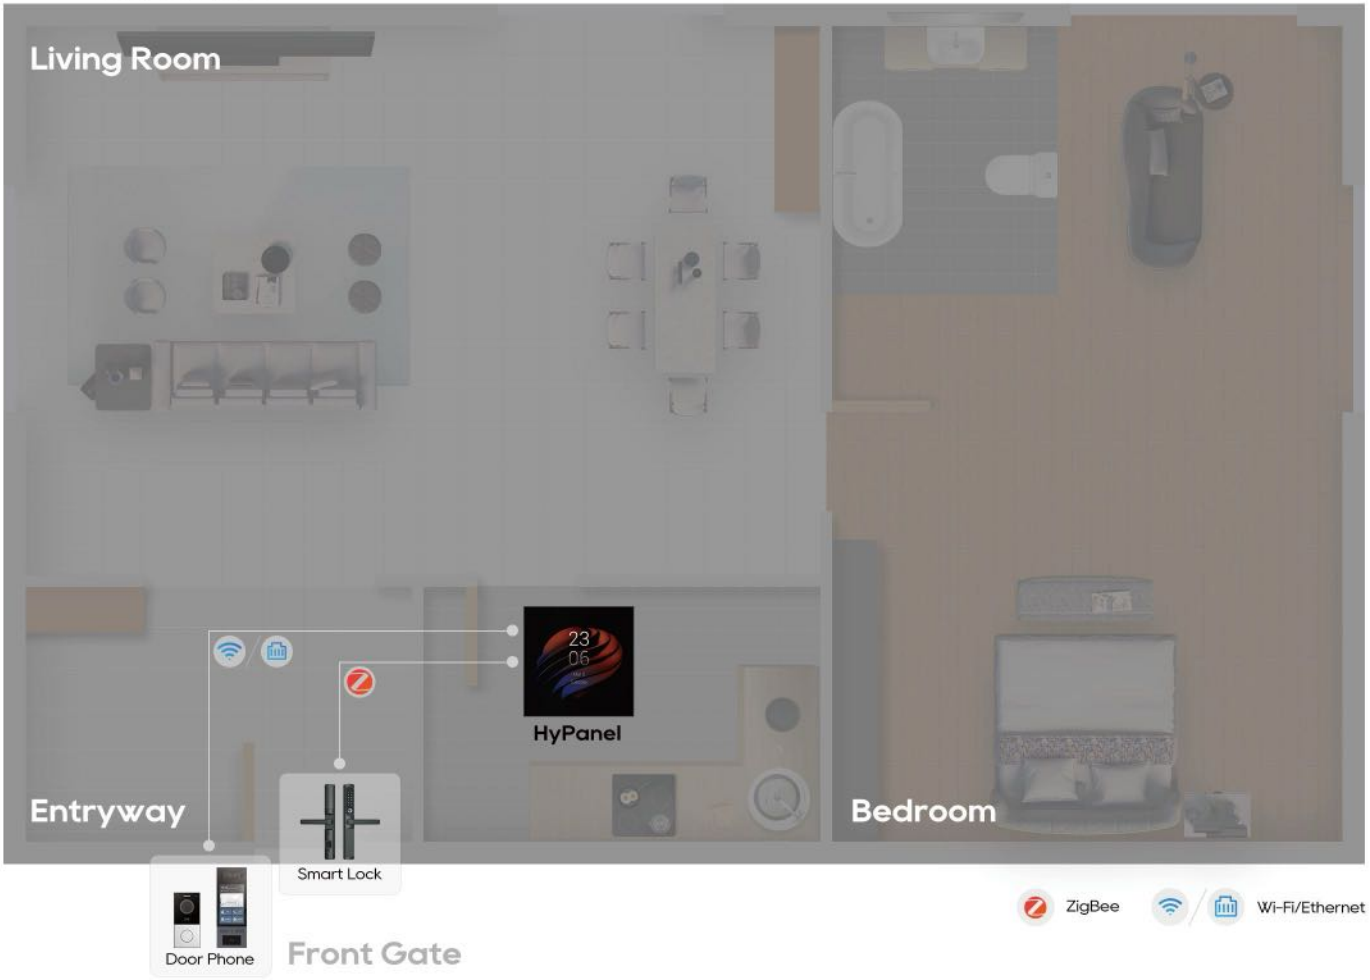 Living Room
23
06
HyPanel
Entryway
Bedroom
Smart Lock
ZigBee
Wi-Fi/Ethernet
Door Phone
Front Gate